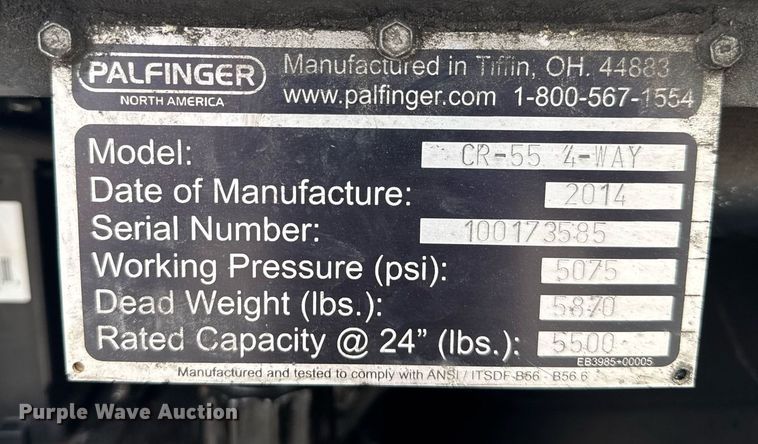 PALFINGER
NORTH AMERICA
Manufactured in Tiffin, OH. 44883
www.palfinger.com 1-800-567-1554
Model: CR-55 4-WAY
Date of Manufacture: 2014
Serial Number: 100173585
Working Pressure (psi): 5075
Dead Weight (lbs.): 5870
Rated Capacity @ 24" (lbs.): 5500
EB3985+00005
Manufactured and tested to comply with ANSI / ITSDF B56 - B56.6
Purple Wave Auction